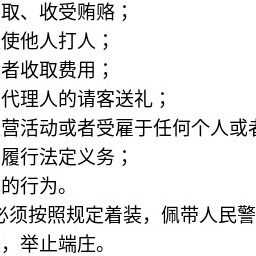 取、收受贿赂；
使他人打人；
者收取费用；
代理人的请客送礼；
营活动或者受雇于任何个人或者
履行法定义务；
的行为。
必须按照规定着装，佩带人民警
，举止端庄。